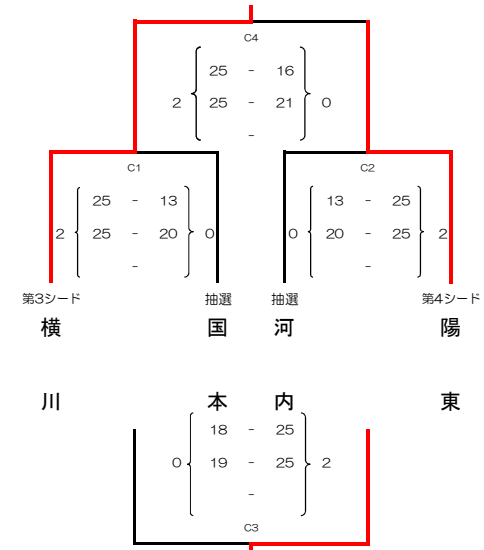 C4
25 - 16
2 25 - 21 0
-
C1 C2
25 - 13 13 - 25
2 25 - 20 0 0 20 - 25 2
- -
第3シード 抽選 抽選 第4シード
横 国 河 陽
川 本 内 東
18 - 25
0 19 - 25 2
-
C3